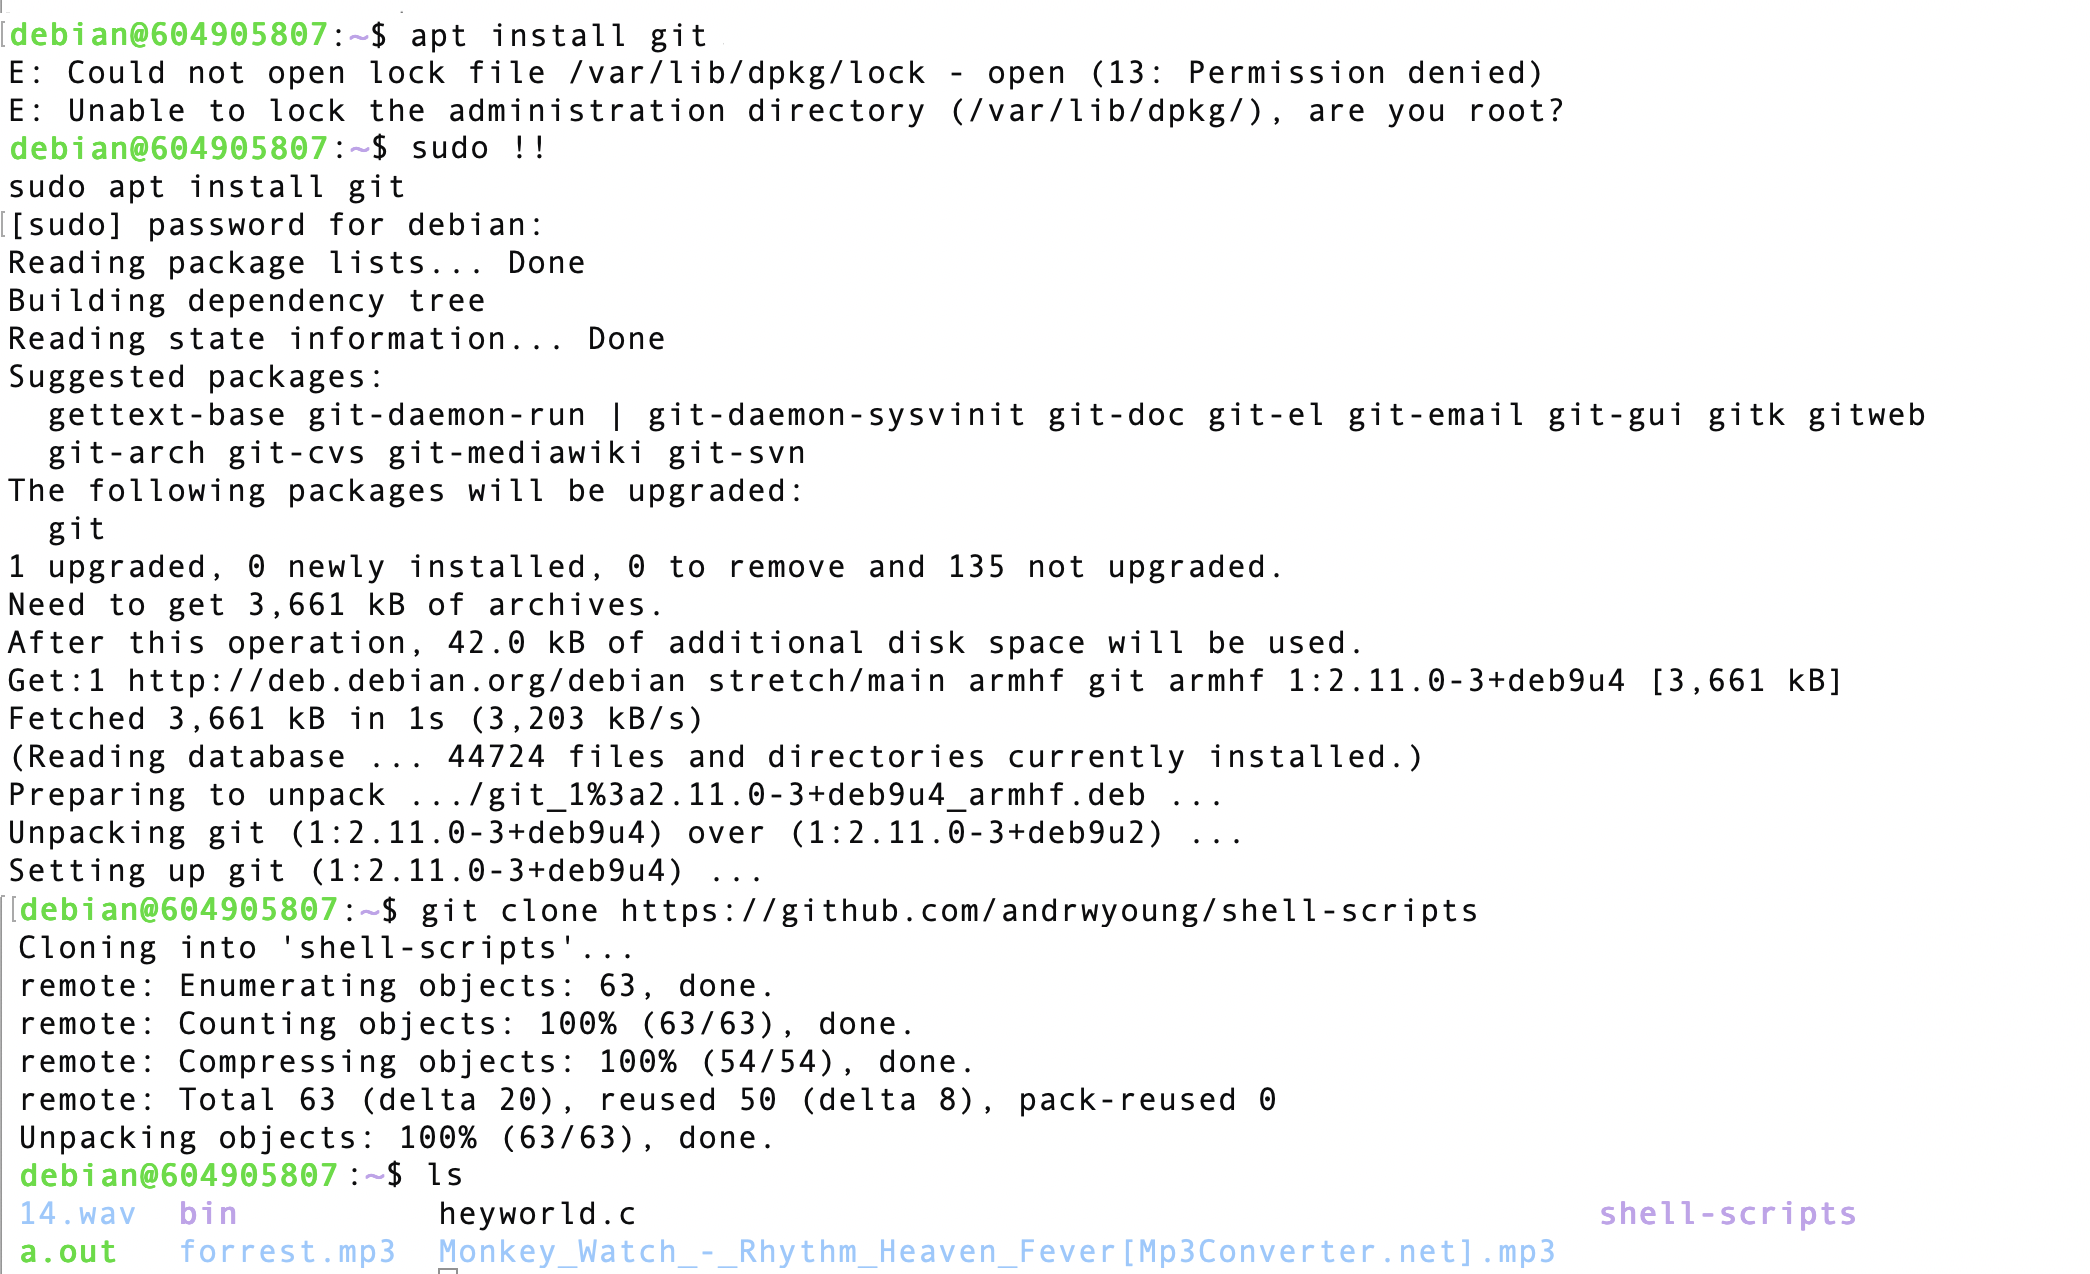 debian@604905807:~$ apt install git
E: Could not open lock file /var/lib/dpkg/lock - open (13: Permission denied)
E: Unable to lock the administration directory (/var/lib/dpkg/), are you root?
debian@604905807:~$ sudo !!
sudo apt install git
[sudo] password for debian:
Reading package lists... Done
Building dependency tree
Reading state information... Done
Suggested packages:
  gettext-base git-daemon-run | git-daemon-sysvinit git-doc git-el git-email git-gui gitk gitweb
  git-arch git-cvs git-mediawiki git-svn
The following packages will be upgraded:
  git
1 upgraded, 0 newly installed, 0 to remove and 135 not upgraded.
Need to get 3,661 kB of archives.
After this operation, 42.0 kB of additional disk space will be used.
Get:1 http://deb.debian.org/debian stretch/main armhf git armhf 1:2.11.0-3+deb9u4 [3,661 kB]
Fetched 3,661 kB in 1s (3,203 kB/s)
(Reading database ... 44724 files and directories currently installed.)
Preparing to unpack .../git_1%3a2.11.0-3+deb9u4_armhf.deb ...
Unpacking git (1:2.11.0-3+deb9u4) over (1:2.11.0-3+deb9u2) ...
Setting up git (1:2.11.0-3+deb9u4) ...
debian@604905807:~$ git clone https://github.com/andrwyoung/shell-scripts
Cloning into 'shell-scripts'...
remote: Enumerating objects: 63, done.
remote: Counting objects: 100% (63/63), done.
remote: Compressing objects: 100% (54/54), done.
remote: Total 63 (delta 20), reused 50 (delta 8), pack-reused 0
Unpacking objects: 100% (63/63), done.
debian@604905807:~$ ls
14.wav  bin          heyworld.c                                                shell-scripts
a.out   forrest.mp3  Monkey_Watch_-_Rhythm_Heaven_Fever[Mp3Converter.net].mp3